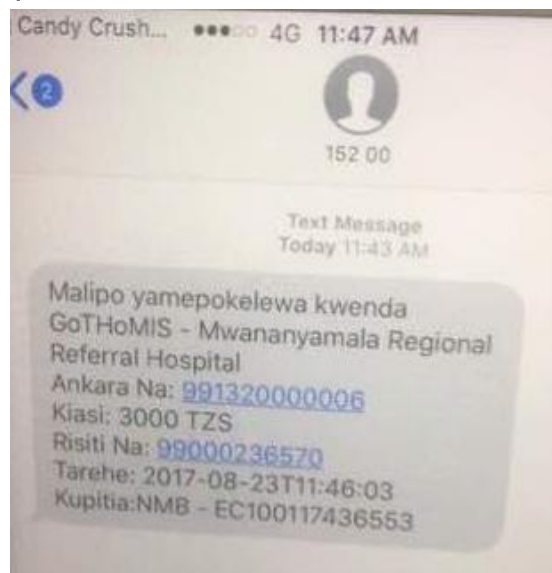 Candy Crush... 4G 11:47 AM
2
152 00
Text Message
Today 11:43 AM
Malipo yamepokelewa kwenda
GoTHoMIS - Mwananyamala Regional
Referral Hospital
Ankara Na: 991320000006
Kiasi: 3000 TZS
Risiti Na: 99000236570
Tarehe: 2017-08-23T11:46:03
Kupitia:NMB - EC100117436553